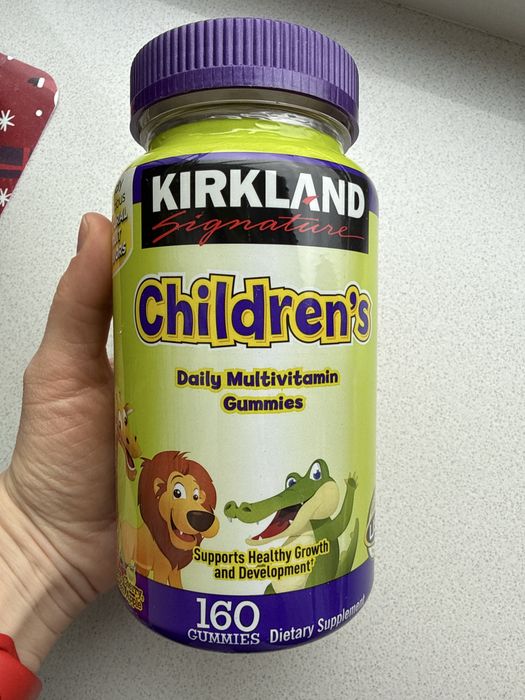 KIRKLAND
Signature
Children's
Daily Multivitamin
Gummies
Supports Healthy Growth
and Development†
160
GUMMIES
Dietary Supplement